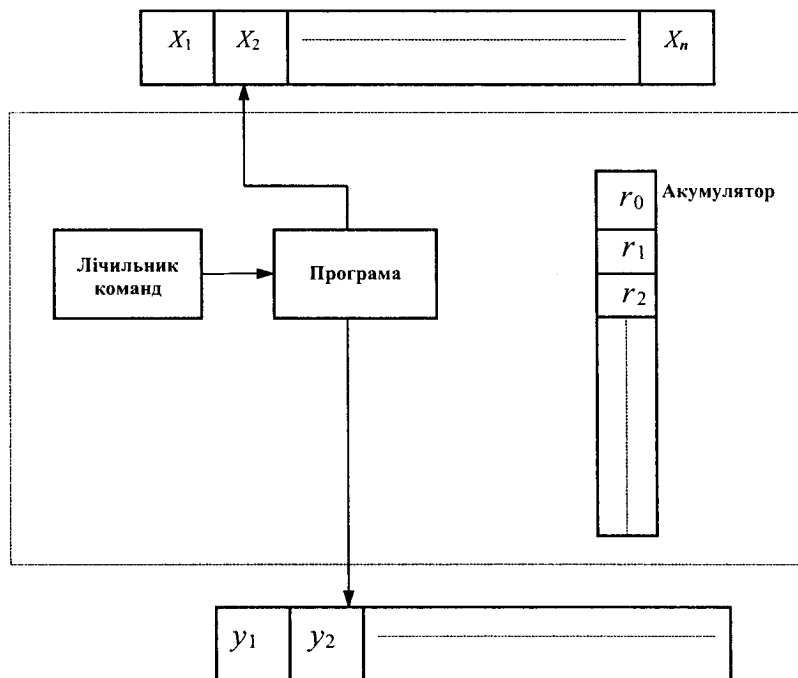 X1 X2 Xn
r0 Акумулятор
r1
Лічильник
команд
Програма
r2
y1 y2